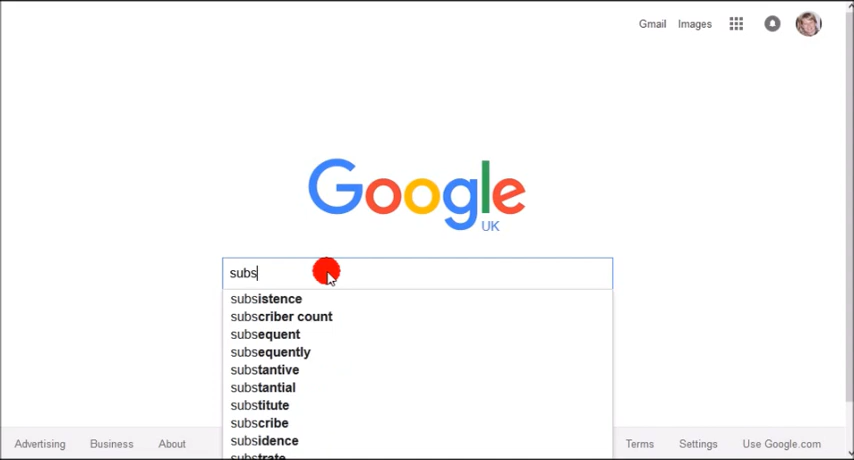 Gmail Images
Google
UK
subs
subsistence
subscriber count
subsequent
subsequently
substantive
substantial
substitute
subscribe
subsidence
substrate
Advertising Business About Terms Settings Use Google.com